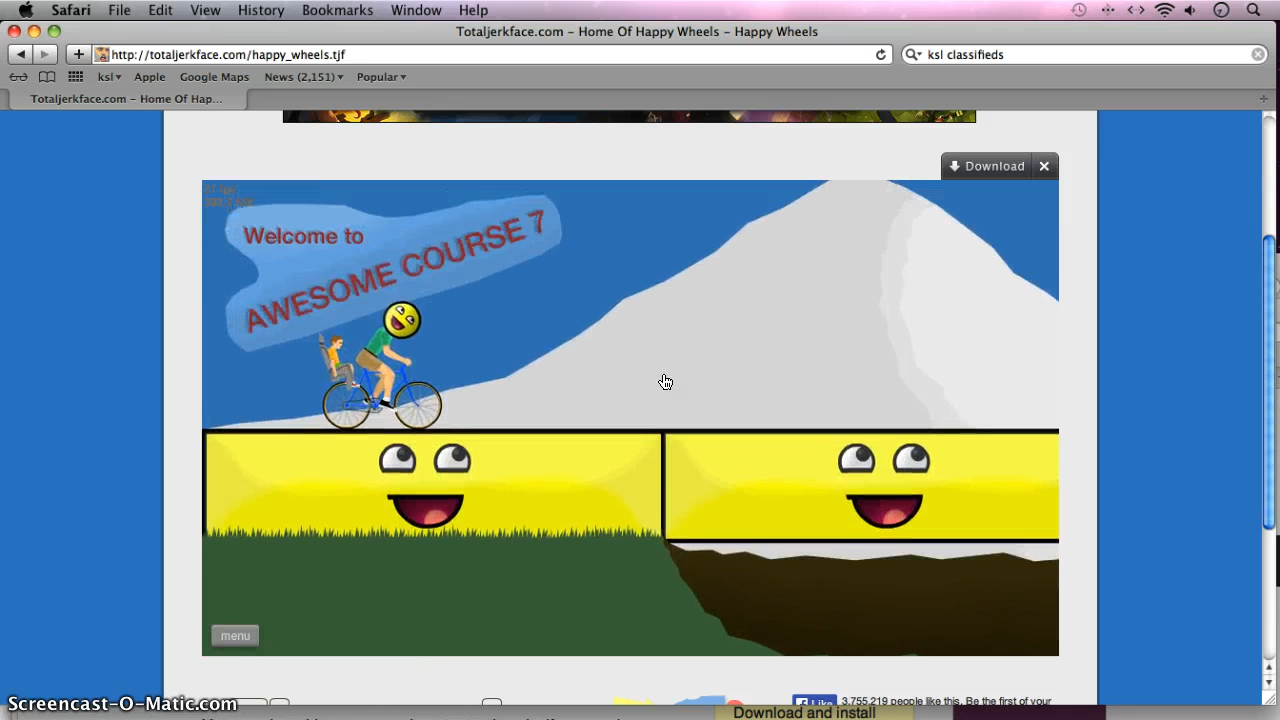 Safari File Edit View History Bookmarks Window Help
Totaljerkface.com – Home Of Happy Wheels – Happy Wheels
http://totaljerkface.com/happy_wheels.tjf
ksl classifieds
ksl Apple Google Maps News (2,151) Popular
Totaljerkface.com – Home Of Hap...
Download
Welcome to
AWESOME COURSE 7
menu
Like 3,755,219 people like this. Be the first of your
Screencast-O-Matic.com
Download and install